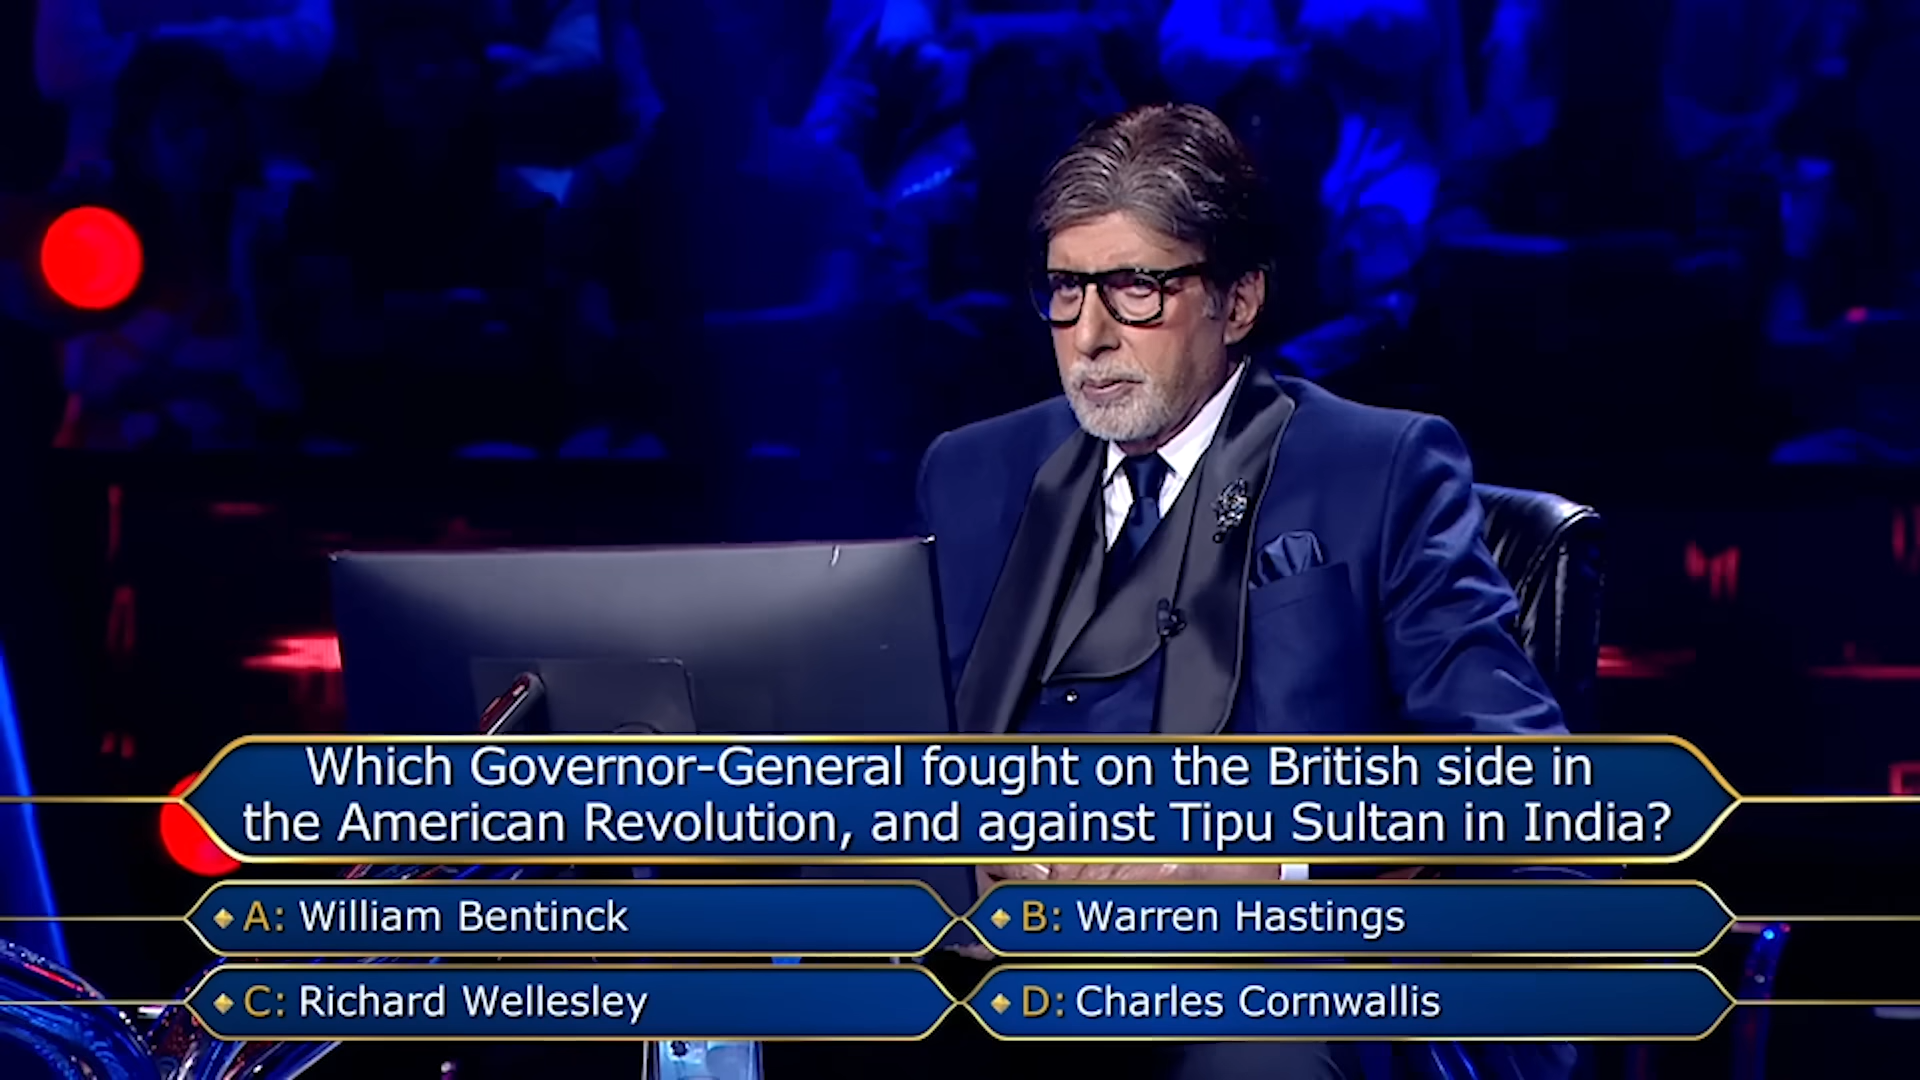 Which Governor-General fought on the British side in
the American Revolution, and against Tipu Sultan in India?
A: William Bentinck
B: Warren Hastings
C: Richard Wellesley
D: Charles Cornwallis